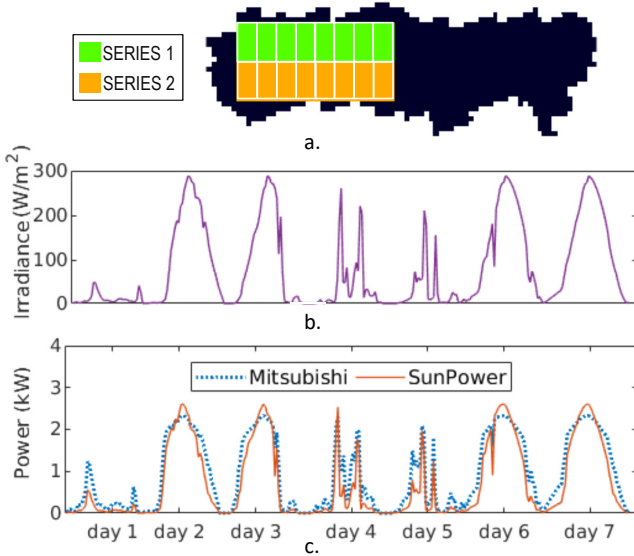 SERIES 1
SERIES 2
a.
Irradiance (W/m²)
300
200
100
0
b.
Power (kW)
4
3
2
1
0
Mitsubishi
SunPower
day 1 day 2 day 3 day 4 day 5 day 6 day 7
c.